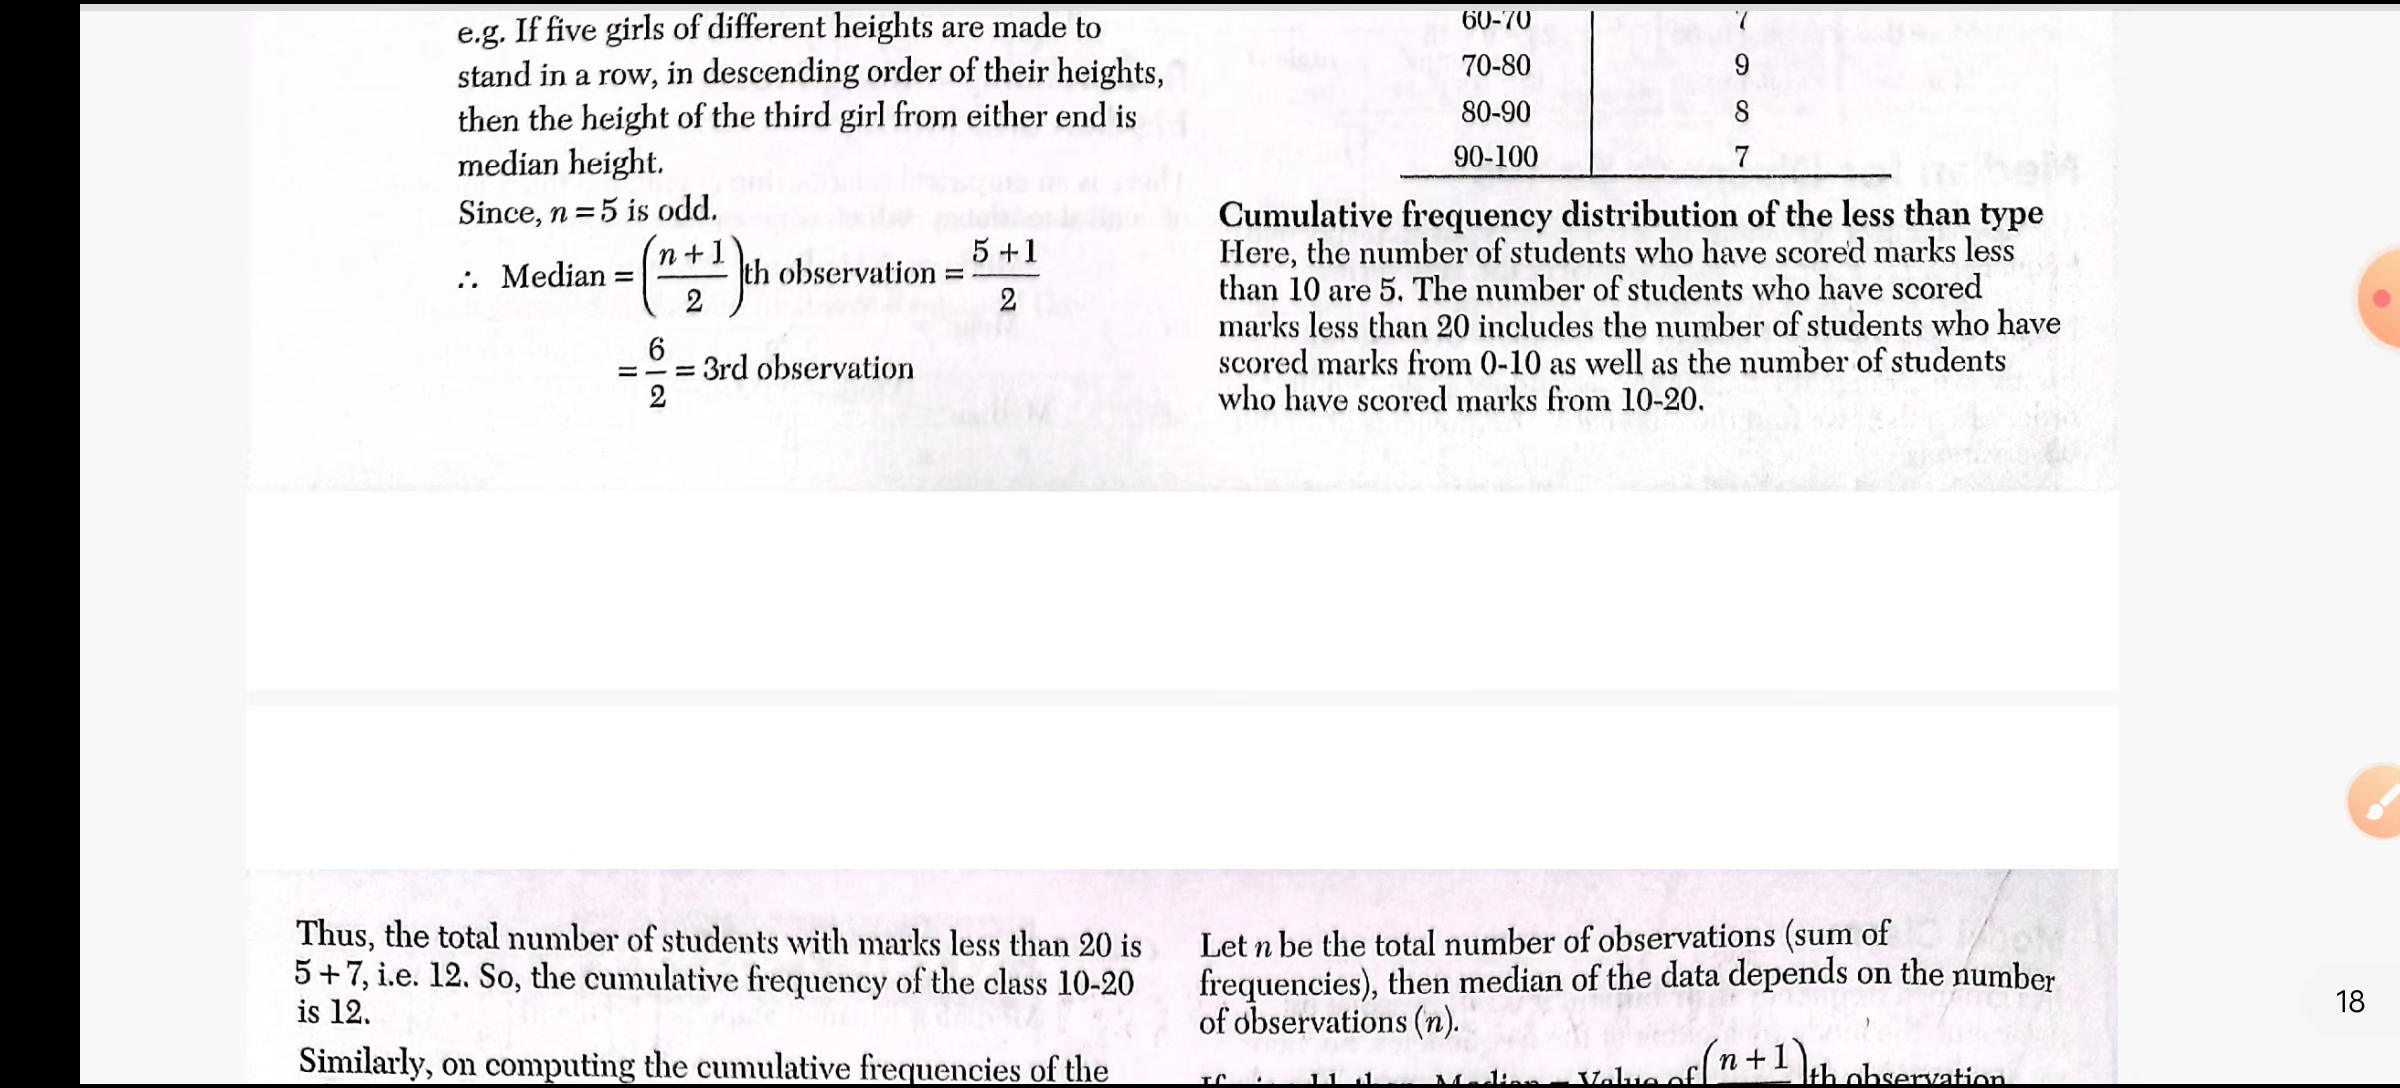 e.g. If five girls of different heights are made to
stand in a row, in descending order of their heights,
then the height of the third girl from either end is
median height.
Since, n = 5 is odd.
∴ Median = ((n + 1)/2)th observation = (5 + 1)/2
= 6/2 = 3rd observation
60-70 7
70-80 9
80-90 8
90-100 7
Cumulative frequency distribution of the less than type
Here, the number of students who have scored marks less
than 10 are 5. The number of students who have scored
marks less than 20 includes the number of students who have
scored marks from 0-10 as well as the number of students
who have scored marks from 10-20.
Thus, the total number of students with marks less than 20 is
5 + 7, i.e. 12. So, the cumulative frequency of the class 10-20
is 12.
Similarly, on computing the cumulative frequencies of the
Let n be the total number of observations (sum of
frequencies), then median of the data depends on the number
of observations (n).
Median = Value of (n + 1)th observation
18